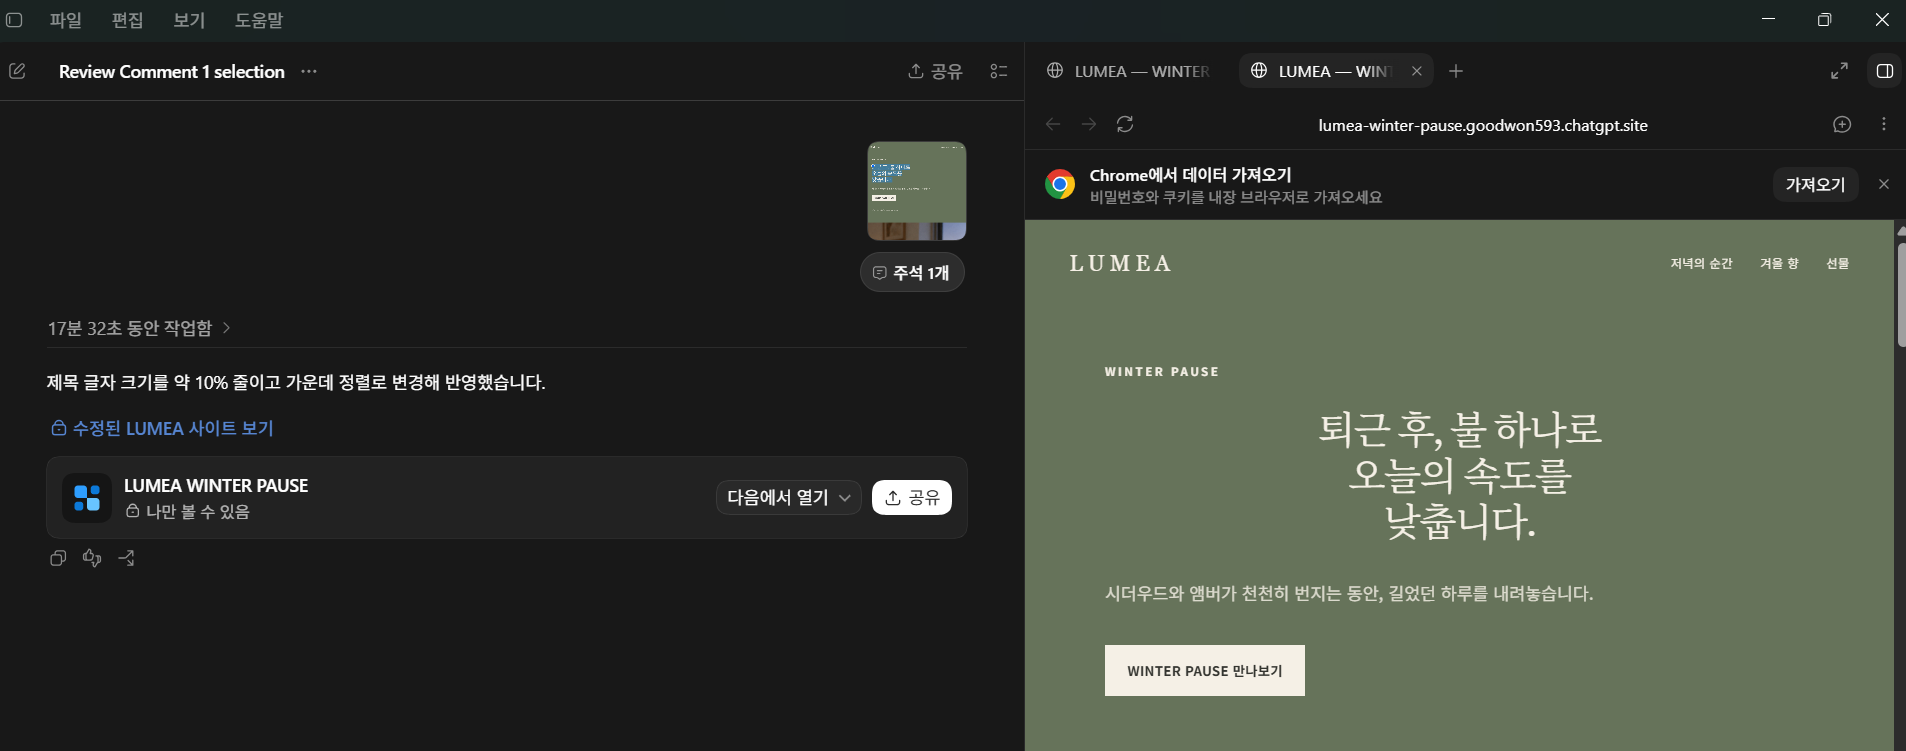 파일 편집 보기 도움말
Review Comment 1 selection ···
공유
주석 1개
17분 32초 동안 작업함
제목 글자 크기를 약 10% 줄이고 가운데 정렬로 변경해 반영했습니다.
수정된 LUMEA 사이트 보기
LUMEA WINTER PAUSE
나만 볼 수 있음
다음에서 열기
공유
LUMEA — WINTER
LUMEA — WINT
lumea-winter-pause.goodwon593.chatgpt.site
Chrome에서 데이터 가져오기
비밀번호와 쿠키를 내장 브라우저로 가져오세요
가져오기
LUMEA
저녁의 순간 겨울 향 선물
WINTER PAUSE
퇴근 후, 불 하나로
오늘의 속도를
낮춥니다.
시더우드와 앰버가 천천히 번지는 동안, 길었던 하루를 내려놓습니다.
WINTER PAUSE 만나보기